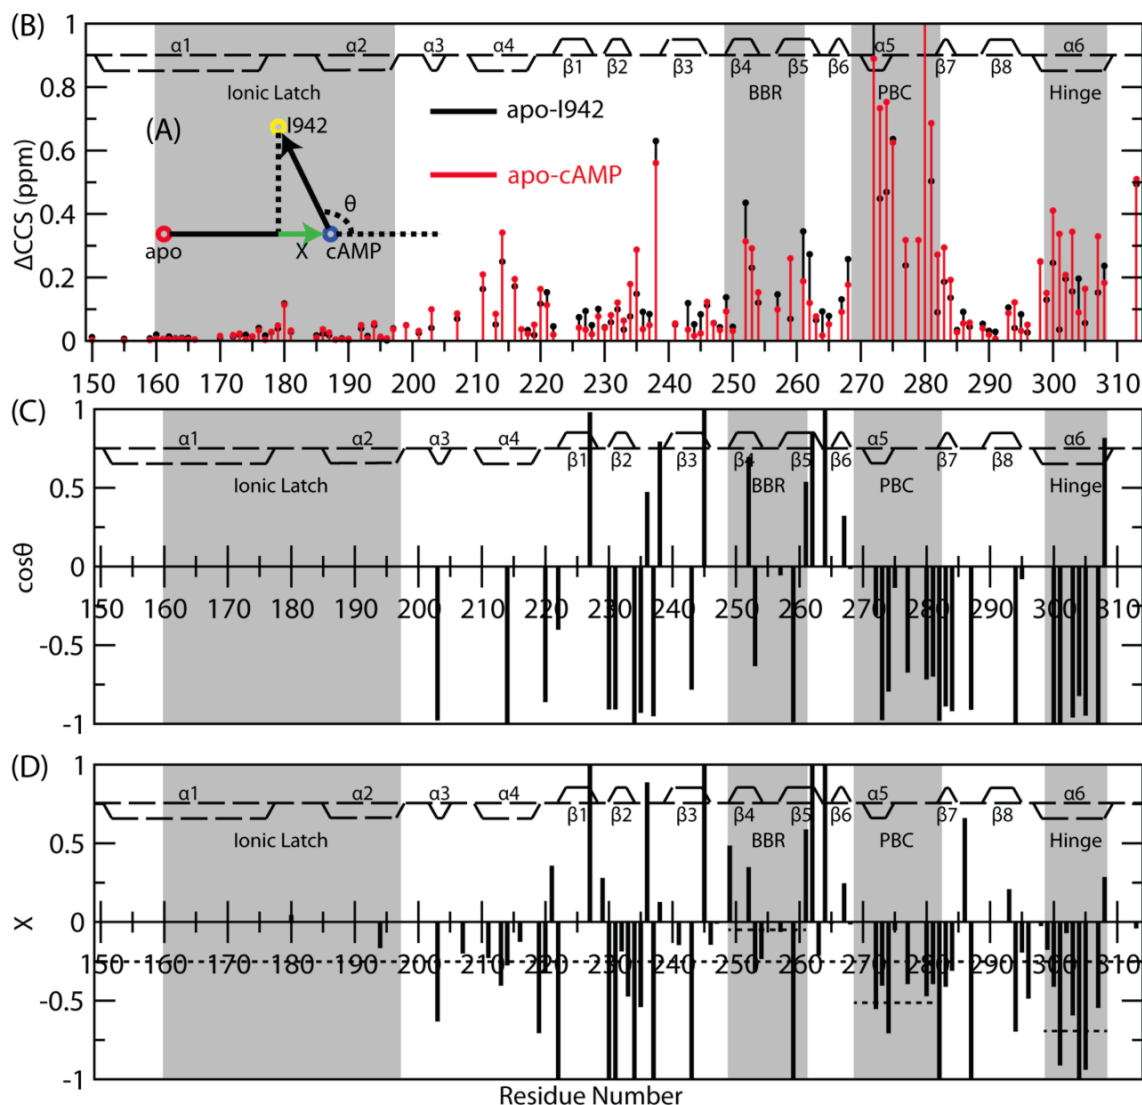 (B)
1
0.8
0.6
0.4
0.2
0
ΔCCS (ppm)
α1 α2 α3 α4 α5 α6
β1 β2 β3 β4 β5 β6 β7 β8
Ionic Latch BBR PBC Hinge
(A)
I942
θ
apo X cAMP
apo-I942
apo-cAMP
150 160 170 180 190 200 210 220 230 240 250 260 270 280 290 300 310
(C)
1
0.5
0
-0.5
-1
cosθ
α1 α2 α3 α4 α5 α6
β1 β2 β3 β4 β5 β6 β7 β8
Ionic Latch BBR PBC Hinge
150 160 170 180 190 200 210 220 230 240 250 260 270 280 290 300 310
(D)
1
0.5
0
-0.5
-1
X
α1 α2 α3 α4 α5 α6
β1 β2 β3 β4 β5 β6 β7 β8
Ionic Latch BBR PBC Hinge
150 160 170 180 190 200 210 220 230 240 250 260 270 280 290 300 310
Residue Number